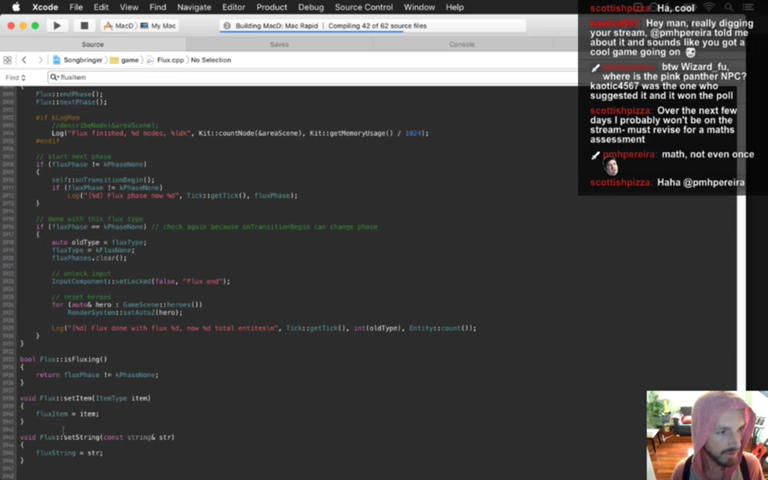 Xcode File Edit View Find Navigate Editor Product Debug Source Control Window Help
MacD My Mac
Building MacD: Mac Rapid | Compiling 42 of 62 source files
Source Saves Console
Songbringer game Flux.cpp No Selection
Find fluxItem
Flux::endPhase();
Flux::nextPhase();
#if kLogMem
//describeNode(&areaScene);
Log("Flux finished, %d nodes, %ldk", Kit::countNode(&areaScene), Kit::getMemoryUsage() / 1024);
#endif
// start next phase
if (fluxPhase != kPhaseNone)
{
self::onTransitionBegin();
if (fluxPhase != kPhaseNone)
Log("[%d] Flux phase now %d", Tick::getTick(), fluxPhase);
}
// done with this flux type
if (fluxPhase == kPhaseNone) // check again because onTransitionBegin can change phase
{
auto oldType = fluxType;
fluxType = kFluxNone;
fluxPhases.clear();
// unlock input
InputComponent::setLocked(false, "Flux end");
// reset heroes
for (auto& hero : GameScene::heroes())
RenderSystem::setAutoZ(hero);
Log("[%d] Flux done with flux %d, now %d total entites\n", Tick::getTick(), int(oldType), Entity::count());
}
}
bool Flux::isFluxing()
{
return fluxPhase != kPhaseNone;
}
void Flux::setItem(ItemType item)
{
fluxItem = item;
}
void Flux::setString(const string& str)
{
fluxString = str;
}
scottishpizza: Ha, cool
kaotic4567: Hey man, really digging
your stream, @pmhpereira told me
about it and sounds like you got a
cool game going on
pmhpereira: btw Wizard_fu,
where is the pink panther NPC?
kaotic4567 was the one who
suggested it and it won the poll
scottishpizza: Over the next few
days I probably won't be on the
stream- must revise for a maths
assessment
pmhpereira: math, not even once
scottishpizza: Haha @pmhpereira